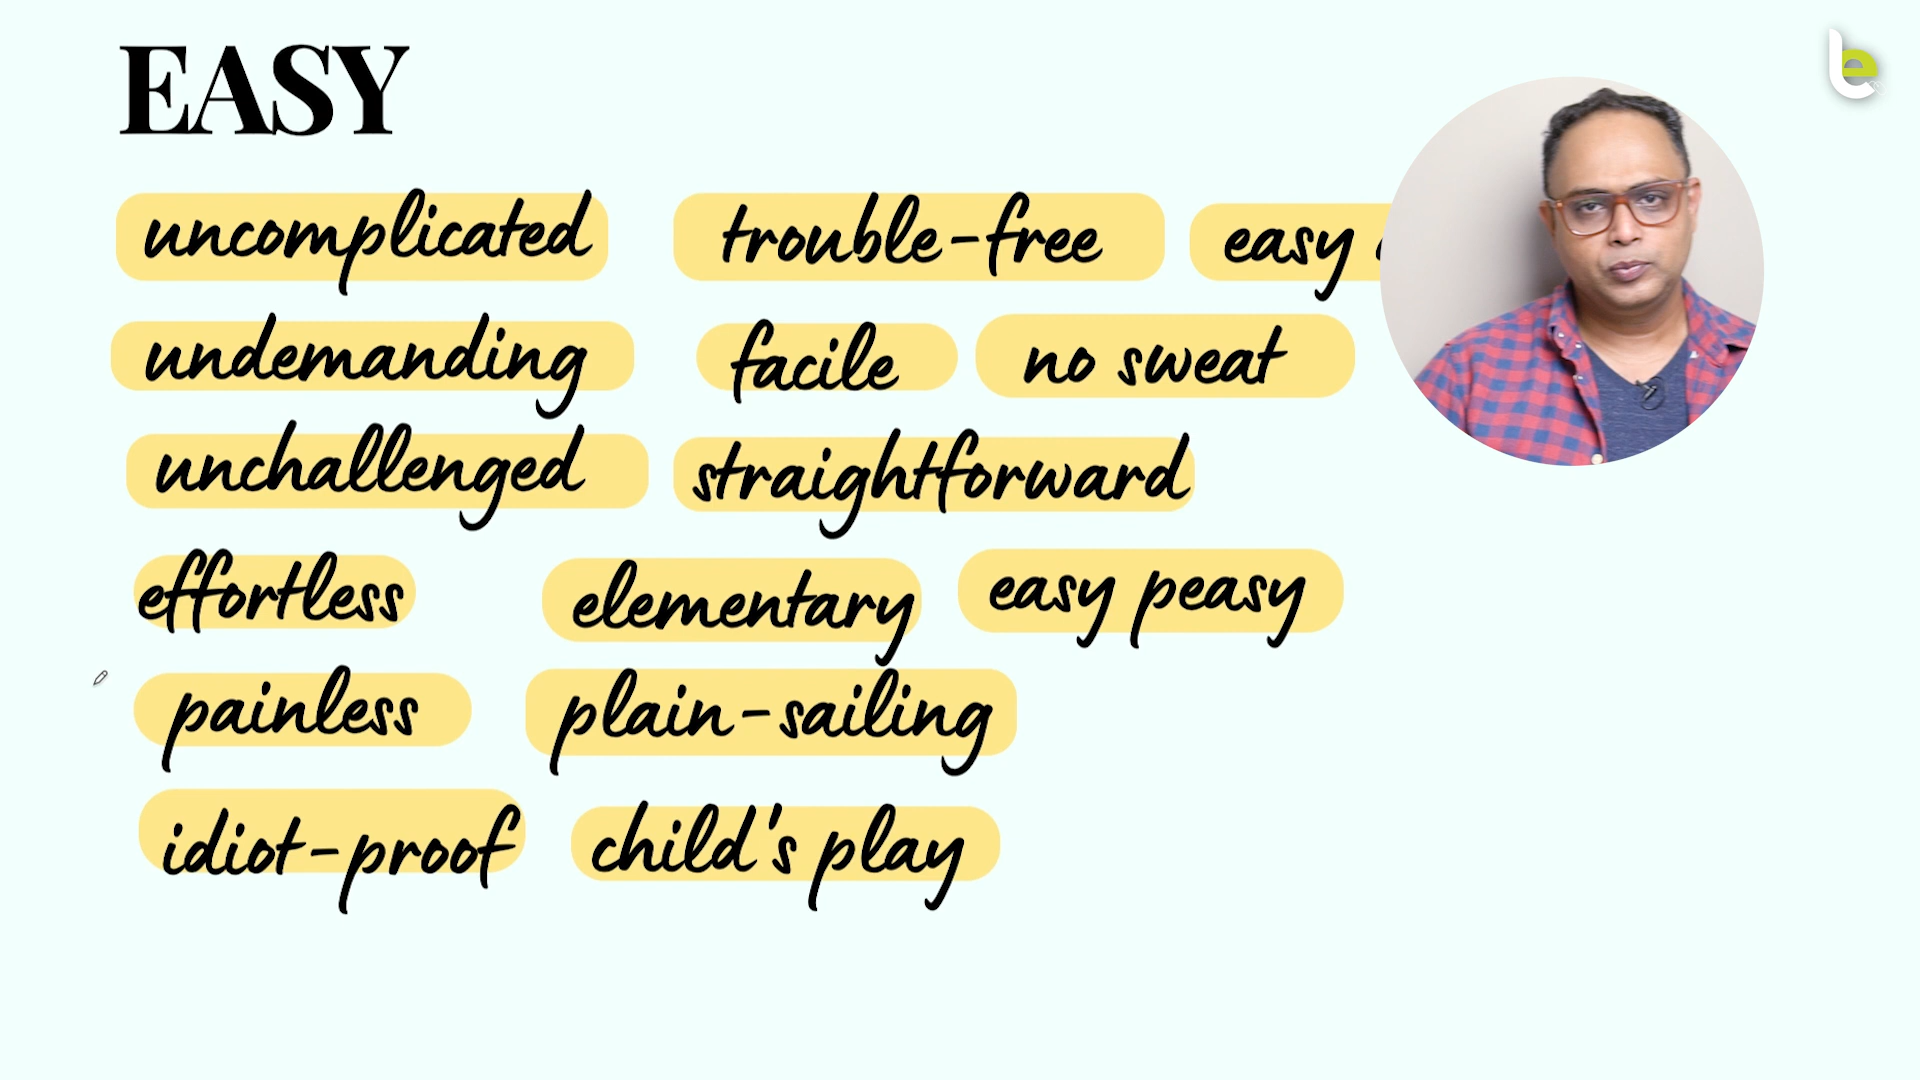 EASY
uncomplicated trouble-free easy
undemanding facile no sweat
unchallenged straightforward
effortless elementary easy peasy
painless plain-sailing
idiot-proof child's play